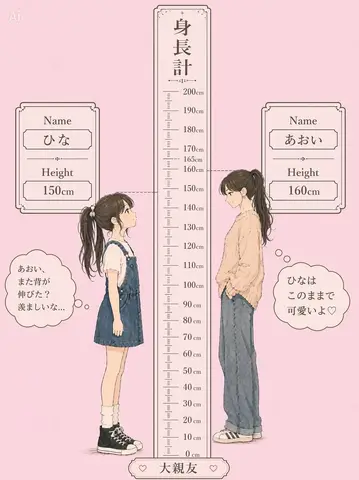 AI
身長計
200cm
190cm
180cm
170cm
165cm
160cm
150cm
140cm
130cm
120cm
110cm
100cm
90cm
80cm
70cm
60cm
50cm
40cm
30cm
20cm
10cm
0cm
Name
ひな
Height
150cm
Name
あおい
Height
160cm
あおい、
また背が
伸びた?
羨ましいな...
ひなは
このままで
可愛いよ♡
♡ 大親友 ♡